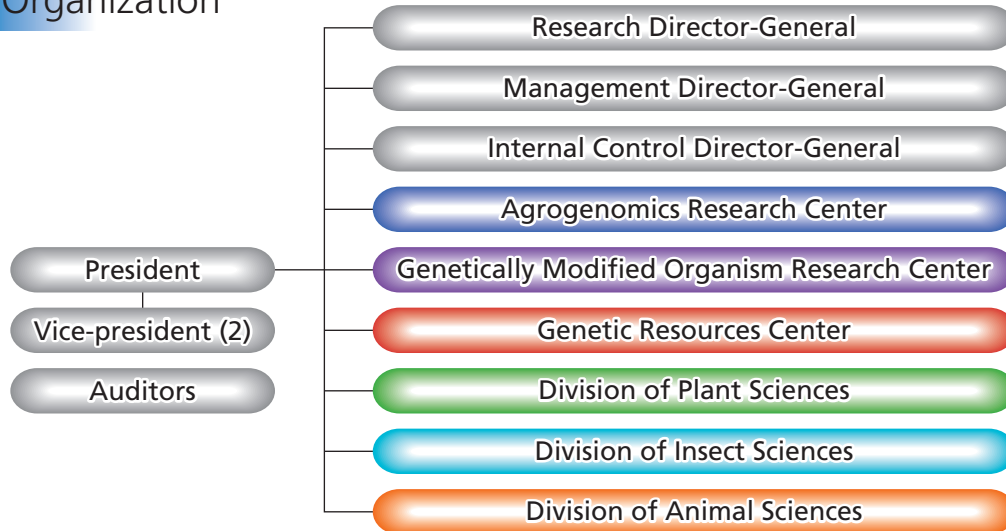 Organization
Research Director-General
Management Director-General
Internal Control Director-General
Agrogenomics Research Center
President
Genetically Modified Organism Research Center
Vice-president (2)
Genetic Resources Center
Auditors
Division of Plant Sciences
Division of Insect Sciences
Division of Animal Sciences